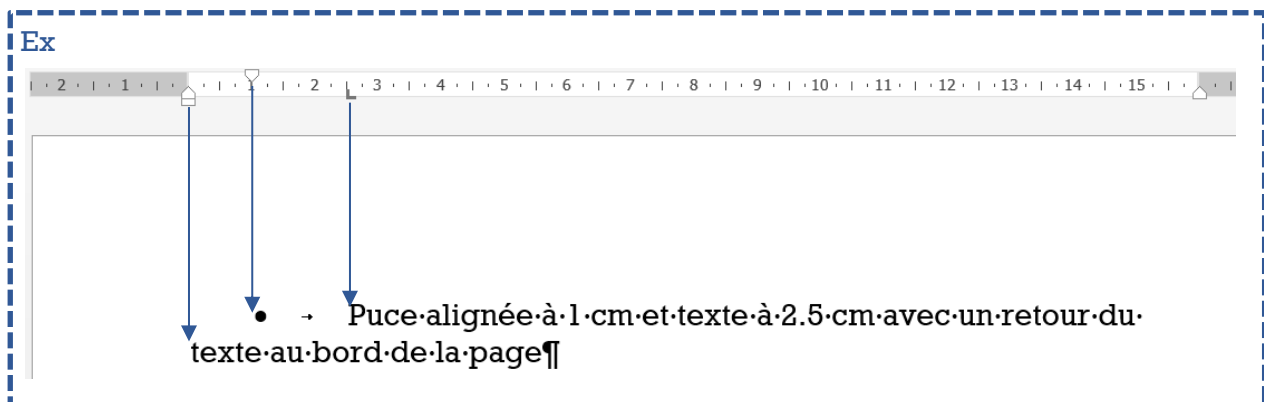 Ex
2 1 1 2 3 4 5 6 7 8 9 10 11 12 13 14 15
• → Puce·alignée·à·1·cm·et·texte·à·2.5·cm·avec·un·retour·du·
texte·au·bord·de·la·page¶